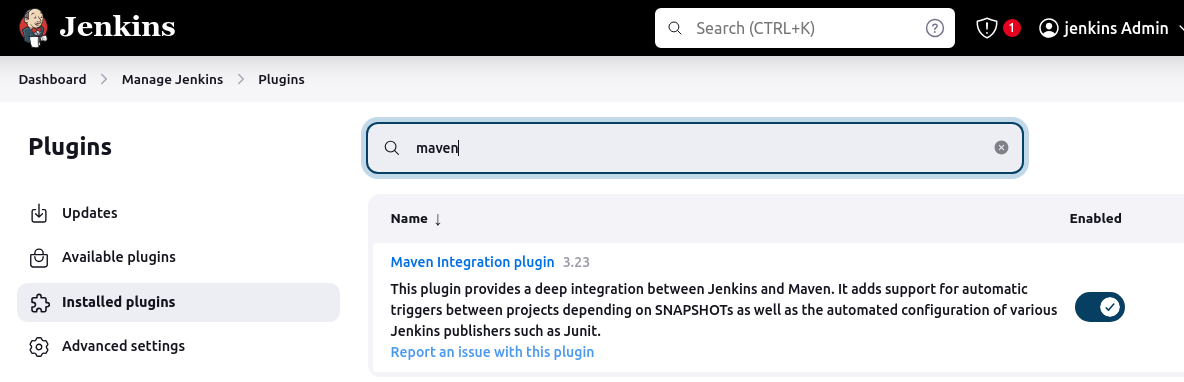 Jenkins
Search (CTRL+K)
1
jenkins Admin
Dashboard
Manage Jenkins
Plugins
Plugins
Updates
Available plugins
Installed plugins
Advanced settings
maven
Name ↓
Enabled
Maven Integration plugin 3.23
This plugin provides a deep integration between Jenkins and Maven. It adds support for automatic
triggers between projects depending on SNAPSHOTs as well as the automated configuration of various
Jenkins publishers such as Junit.
Report an issue with this plugin